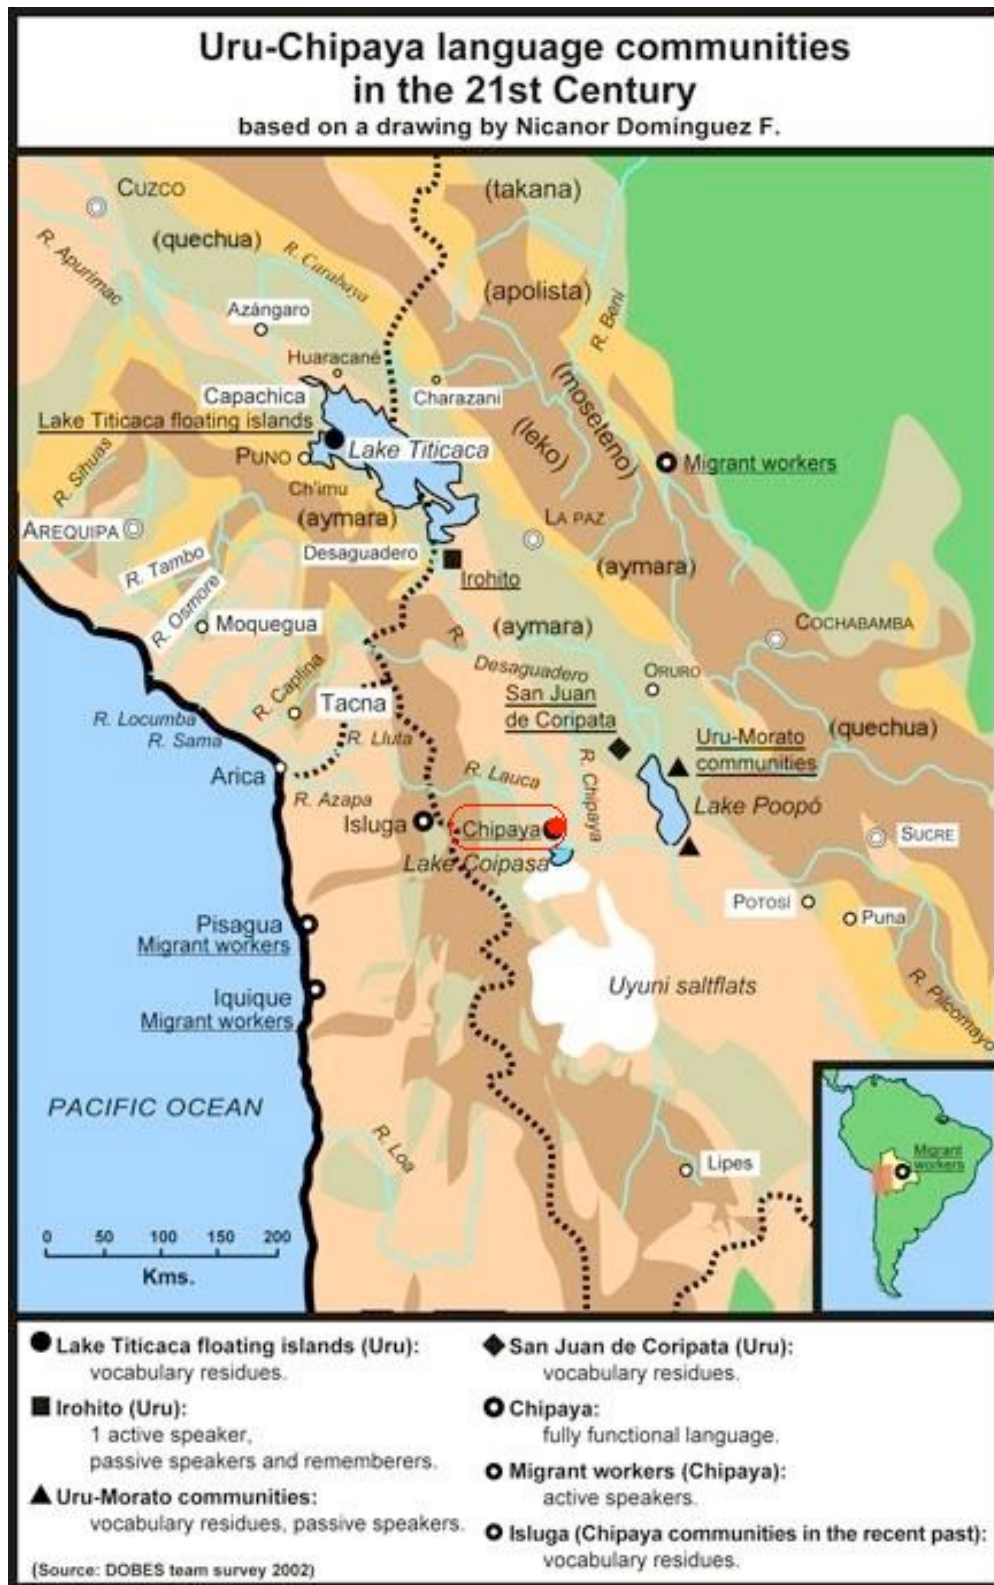 Uru-Chipaya language communities
in the 21st Century
based on a drawing by Nicanor Domínguez F.
CUZCO
(takana)
(quechua)
R. Apurimac
R. Carabaya
(apolista)
R. Beni
Azángaro
Huaracané
Capachica
Charazani
(moseteno)
Lake Titicaca floating islands
(leko)
PUNO
Lake Titicaca
Migrant workers
R. Sihuas
Ch'imu
(aymara)
LA PAZ
AREQUIPA
Desaguadero
R. Tambo
Irohito
(aymara)
R. Osmore
Moquegua
(aymara)
COCHABAMBA
R.
Desaguadero
R. Caplina
ORURO
Tacna
San Juan
de Coripata
R. Locumba
R. Sama
R. Lluta
Uru-Morato
communities
(quechua)
Arica
R. Lauca
R. Chipaya
R. Azapa
Lake Poopó
Isluga
Chipaya
SUCRE
Lake Coipasa
POTOSÍ
Puna
Pisagua
Migrant workers
Uyuni saltflats
R. Pilcomayo
Iquique
Migrant workers
PACIFIC OCEAN
R. Loa
Lipes
Migrant
workers
0 50 100 150 200
Kms.
Lake Titicaca floating islands (Uru):
vocabulary residues.
Irohito (Uru):
1 active speaker,
passive speakers and rememberers.
Uru-Morato communities:
vocabulary residues, passive speakers.
(Source: DOBES team survey 2002)
San Juan de Coripata (Uru):
vocabulary residues.
Chipaya:
fully functional language.
Migrant workers (Chipaya):
active speakers.
Isluga (Chipaya communities in the recent past):
vocabulary residues.